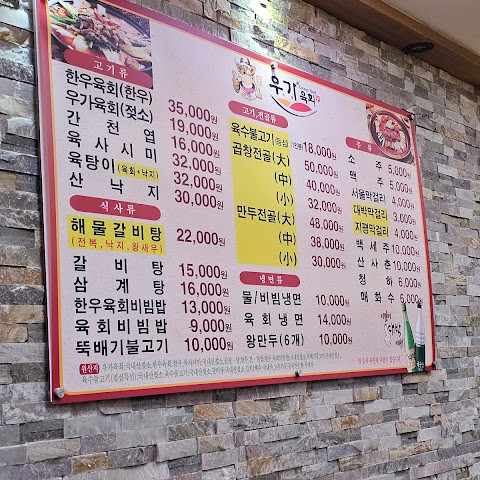 우가육회
고기류
한우육회(한우) 35,000원
우가육회(젖소) 19,000원
간천엽 16,000원
육사시미 32,000원
육탕이(육회+낙지) 32,000원
산낙지 30,000원
식사류
해물갈비탕 22,000원
(전복,낙지,왕새우)
갈비탕 15,000원
삼계탕 16,000원
한우육회비빔밥 13,000원
육회비빔밥 9,000원
뚝배기불고기 10,000원
고기,전골류
육수불고기(점심) 18,000원
곱창전골(大) 50,000원
(中) 40,000원
(小) 32,000원
만두전골(大) 48,000원
(中) 38,000원
(小) 30,000원
냉면류
물/비빔냉면 10,000원
육회냉면 14,000원
왕만두(6개) 10,000원
주류
소주 5,000원
맥주 5,000원
서울막걸리 4,000원
대박막걸리 3,000원
지평막걸리 4,000원
백세주 10,000원
산사춘 10,000원
청하 6,000원
매화수 6,000원
원산지